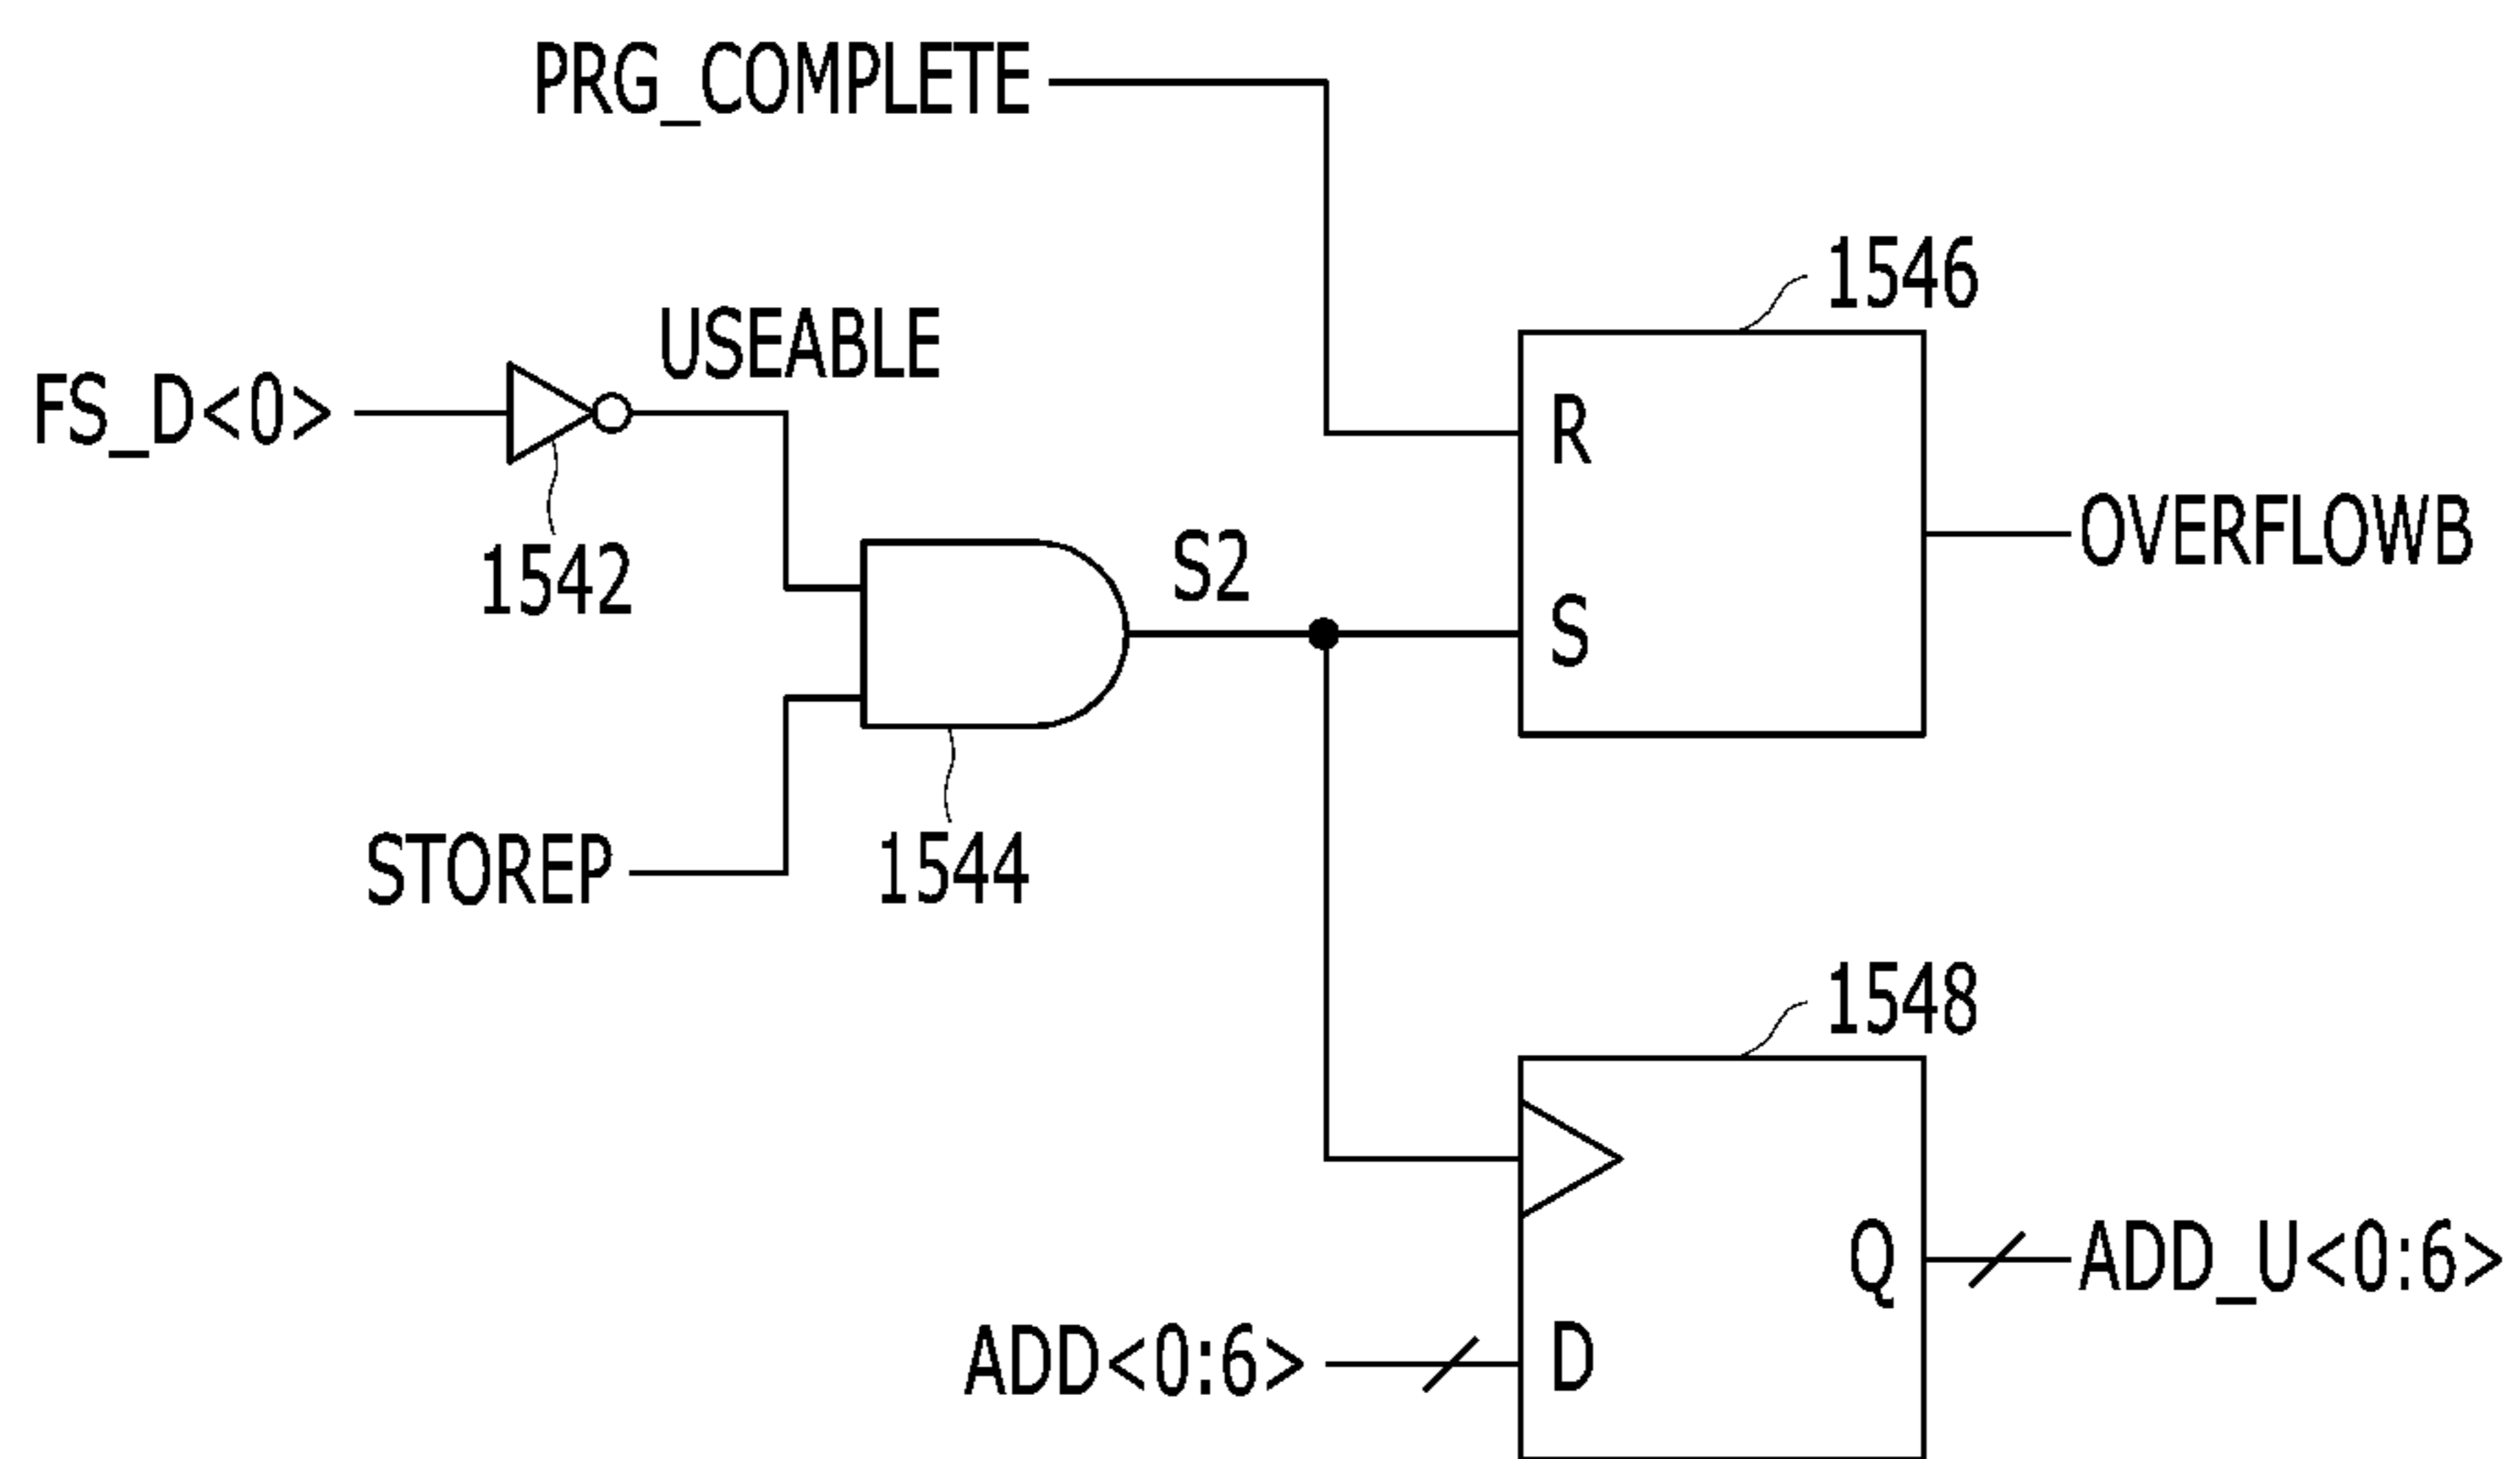 PRG_COMPLETE
1546
USEABLE
FS_D<0>
R
OVERFLOWB
S2
1542
S
STOREP
1544
1548
Q
ADD_U<0:6>
ADD<0:6>
D